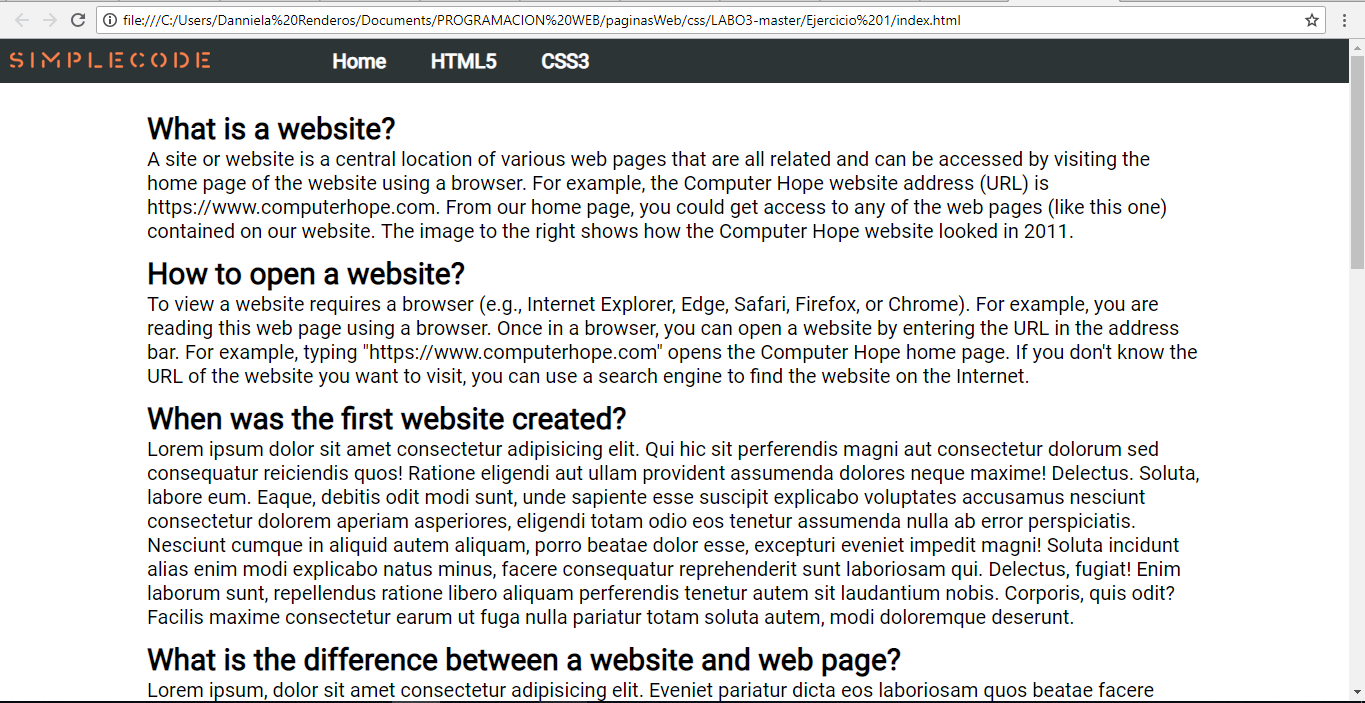 file:///C:/Users/Danniela%20Renderos/Documents/PROGRAMACION%20WEB/paginasWeb/css/LABO3-master/Ejercicio%201/index.html
SIMPLECODE Home HTML5 CSS3
What is a website?
A site or website is a central location of various web pages that are all related and can be accessed by visiting the
home page of the website using a browser. For example, the Computer Hope website address (URL) is
https://www.computerhope.com. From our home page, you could get access to any of the web pages (like this one)
contained on our website. The image to the right shows how the Computer Hope website looked in 2011.
How to open a website?
To view a website requires a browser (e.g., Internet Explorer, Edge, Safari, Firefox, or Chrome). For example, you are
reading this web page using a browser. Once in a browser, you can open a website by entering the URL in the address
bar. For example, typing "https://www.computerhope.com" opens the Computer Hope home page. If you don't know the
URL of the website you want to visit, you can use a search engine to find the website on the Internet.
When was the first website created?
Lorem ipsum dolor sit amet consectetur adipisicing elit. Qui hic sit perferendis magni aut consectetur dolorum sed
consequatur reiciendis quos! Ratione eligendi aut ullam provident assumenda dolores neque maxime! Delectus. Soluta,
labore eum. Eaque, debitis odit modi sunt, unde sapiente esse suscipit explicabo voluptates accusamus nesciunt
consectetur dolorem aperiam asperiores, eligendi totam odio eos tenetur assumenda nulla ab error perspiciatis.
Nesciunt cumque in aliquid autem aliquam, porro beatae dolor esse, excepturi eveniet impedit magni! Soluta incidunt
alias enim modi explicabo natus minus, facere consequatur reprehenderit sunt laboriosam qui. Delectus, fugiat! Enim
laborum sunt, repellendus ratione libero aliquam perferendis tenetur autem sit laudantium nobis. Corporis, quis odit?
Facilis maxime consectetur earum ut fuga nulla pariatur totam soluta autem, modi doloremque deserunt.
What is the difference between a website and web page?
Lorem ipsum, dolor sit amet consectetur adipisicing elit. Eveniet pariatur dicta eos laboriosam quos beatae facere